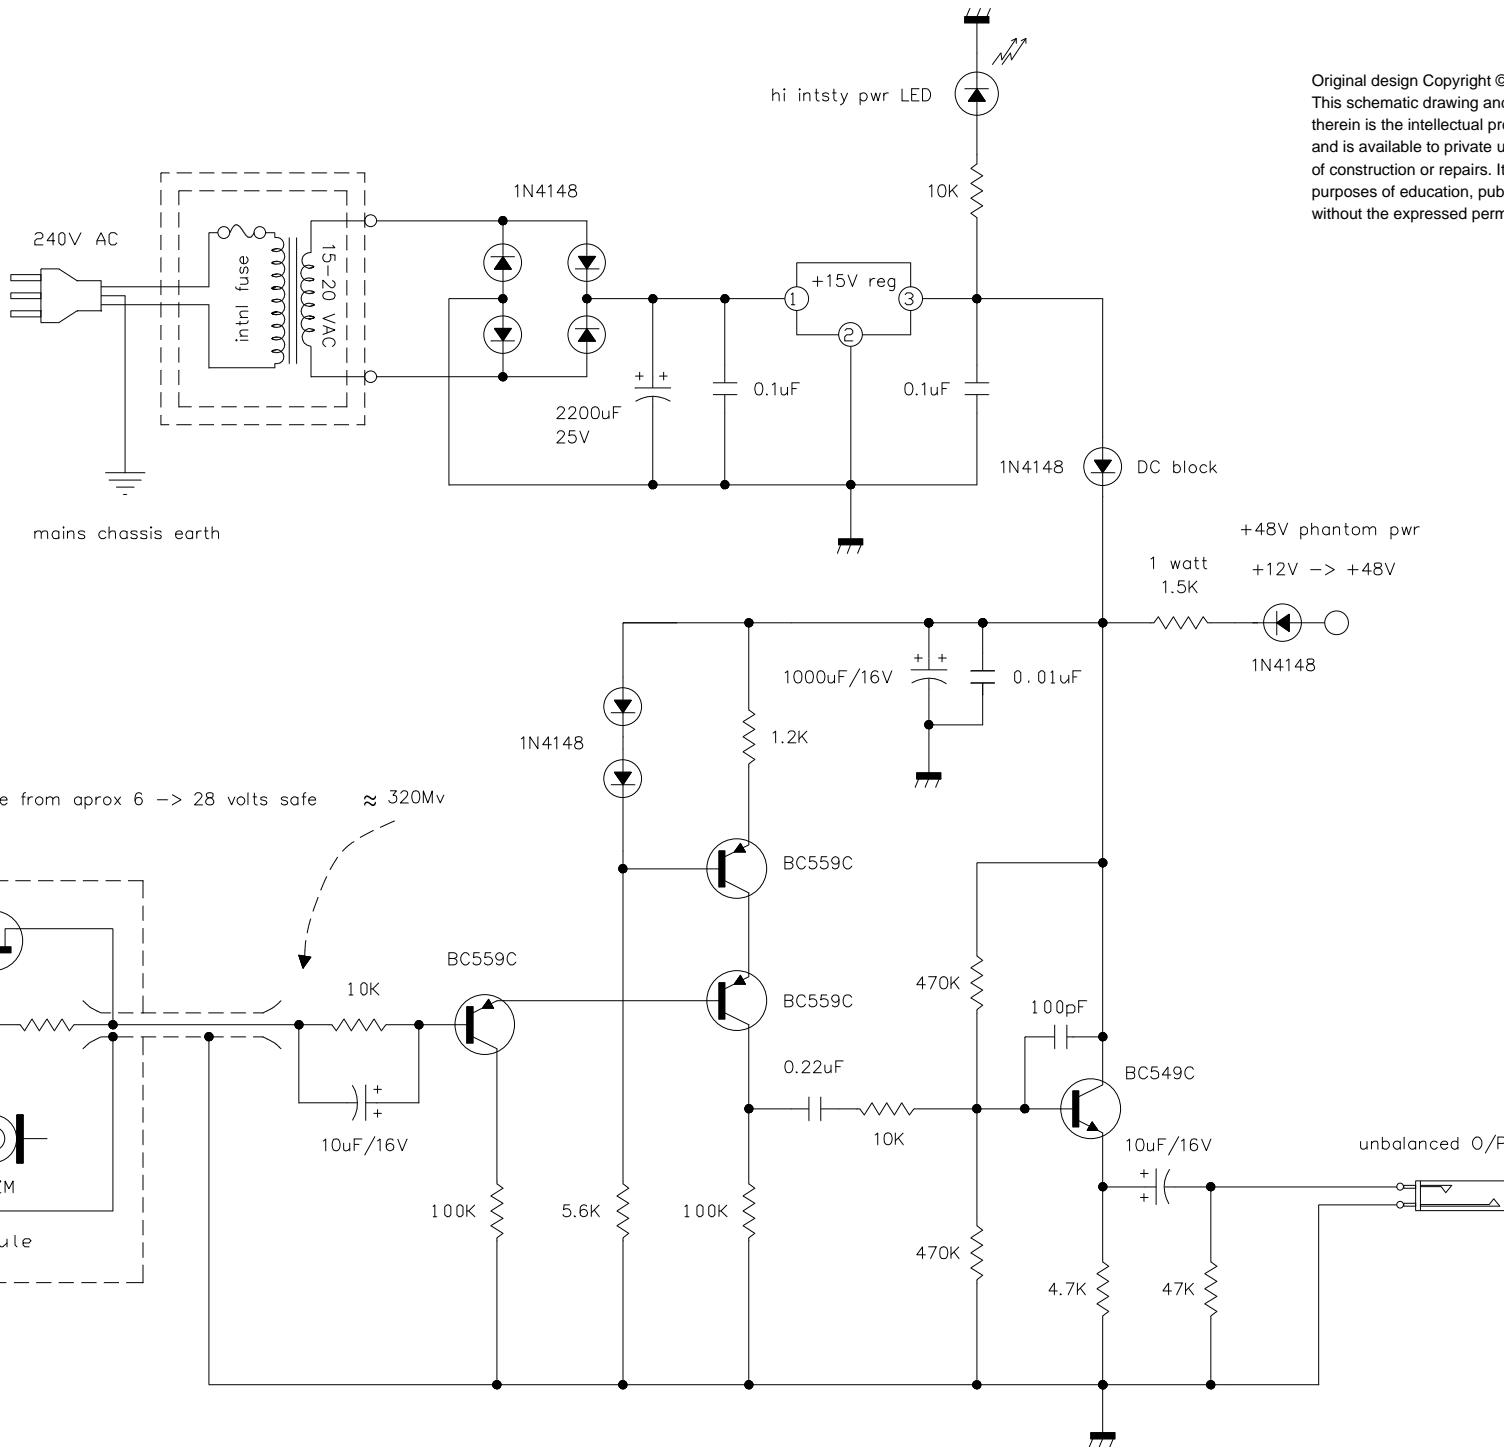 hi intsty pwr LED
Original design Copyright ©
This schematic drawing and
therein is the intellectual
and is available to private
of construction or repairs. It
purposes of education,
without the expressed
10K
1N4148
240V AC
intnl fuse
15-20 VAC
+15V reg
1
3
2
2200uF
25V
0.1uF
0.1uF
1N4148
DC block
mains chassis earth
+48V phantom pwr
1 watt
1.5K
+12V -> +48V
1N4148
1000uF/16V
0.01uF
1N4148
1.2K
from aprox 6 -> 28 volts safe
≈ 320Mv
BC559C
BC559C
10K
BC559C
470K
100pF
0.22uF
BC549C
10K
10uF/16V
10uF/16V
unbalanced
100K
5.6K
100K
470K
4.7K
47K